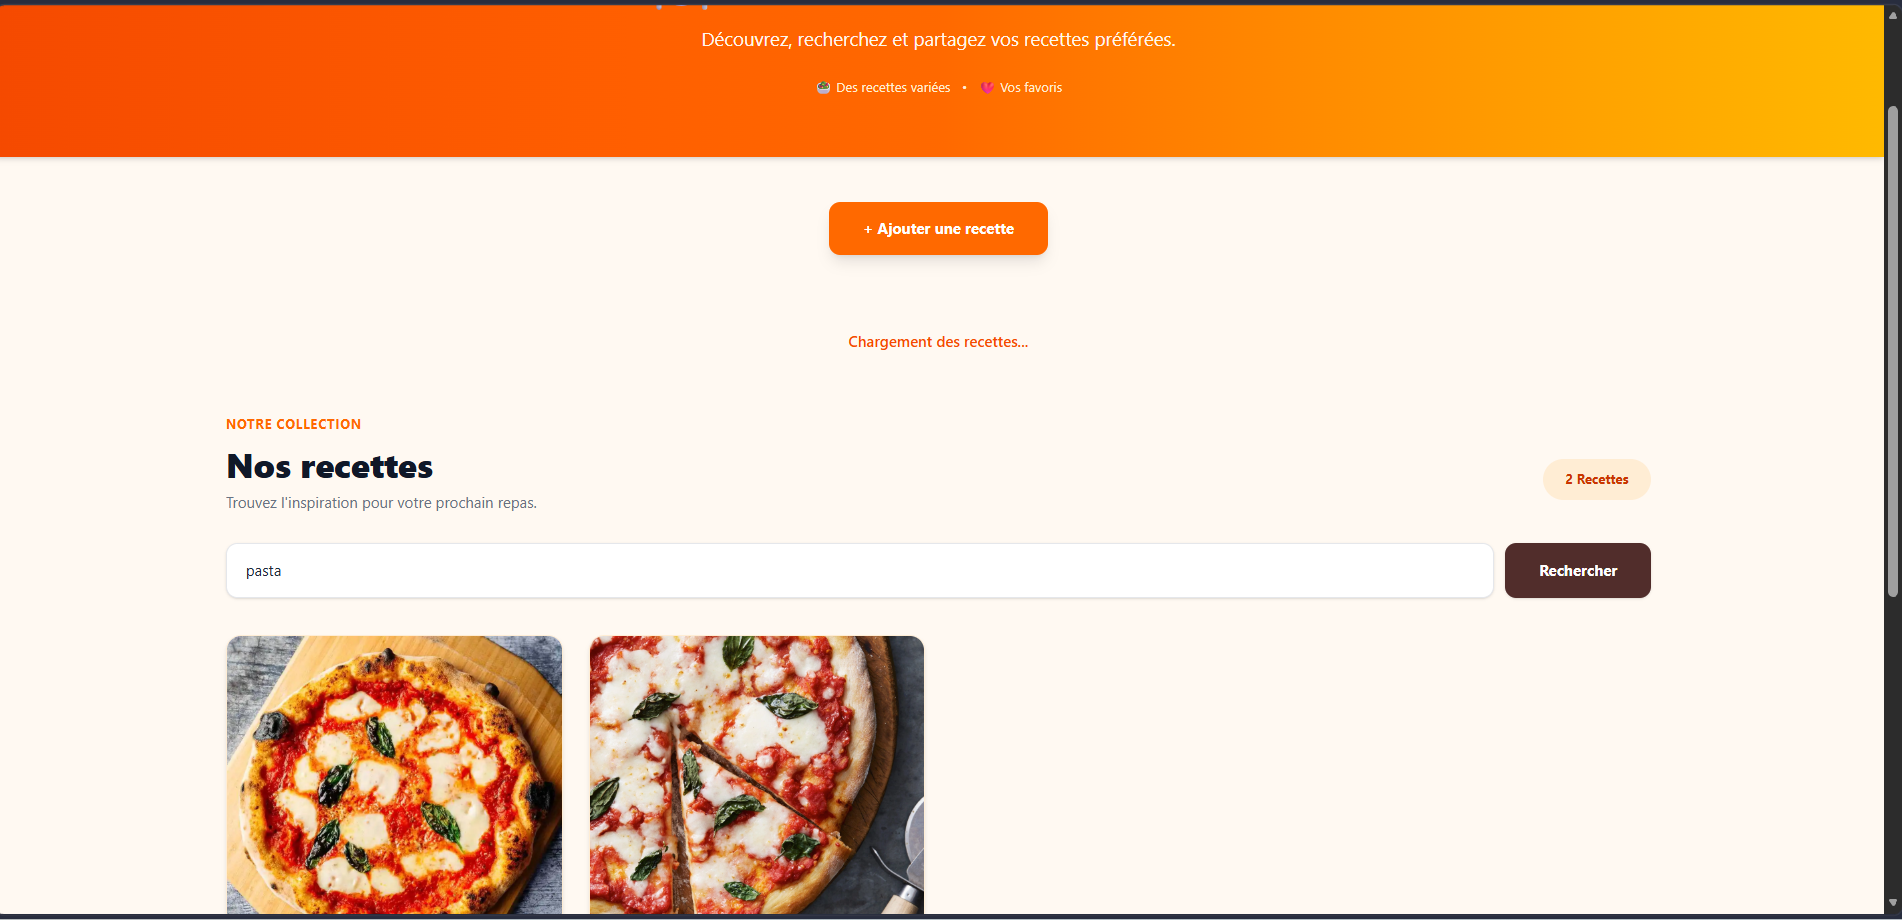 Découvrez, recherchez et partagez vos recettes préférées.
Des recettes variées • Vos favoris
+ Ajouter une recette
Chargement des recettes...
NOTRE COLLECTION
Nos recettes
Trouvez l'inspiration pour votre prochain repas.
2 Recettes
pasta
Rechercher